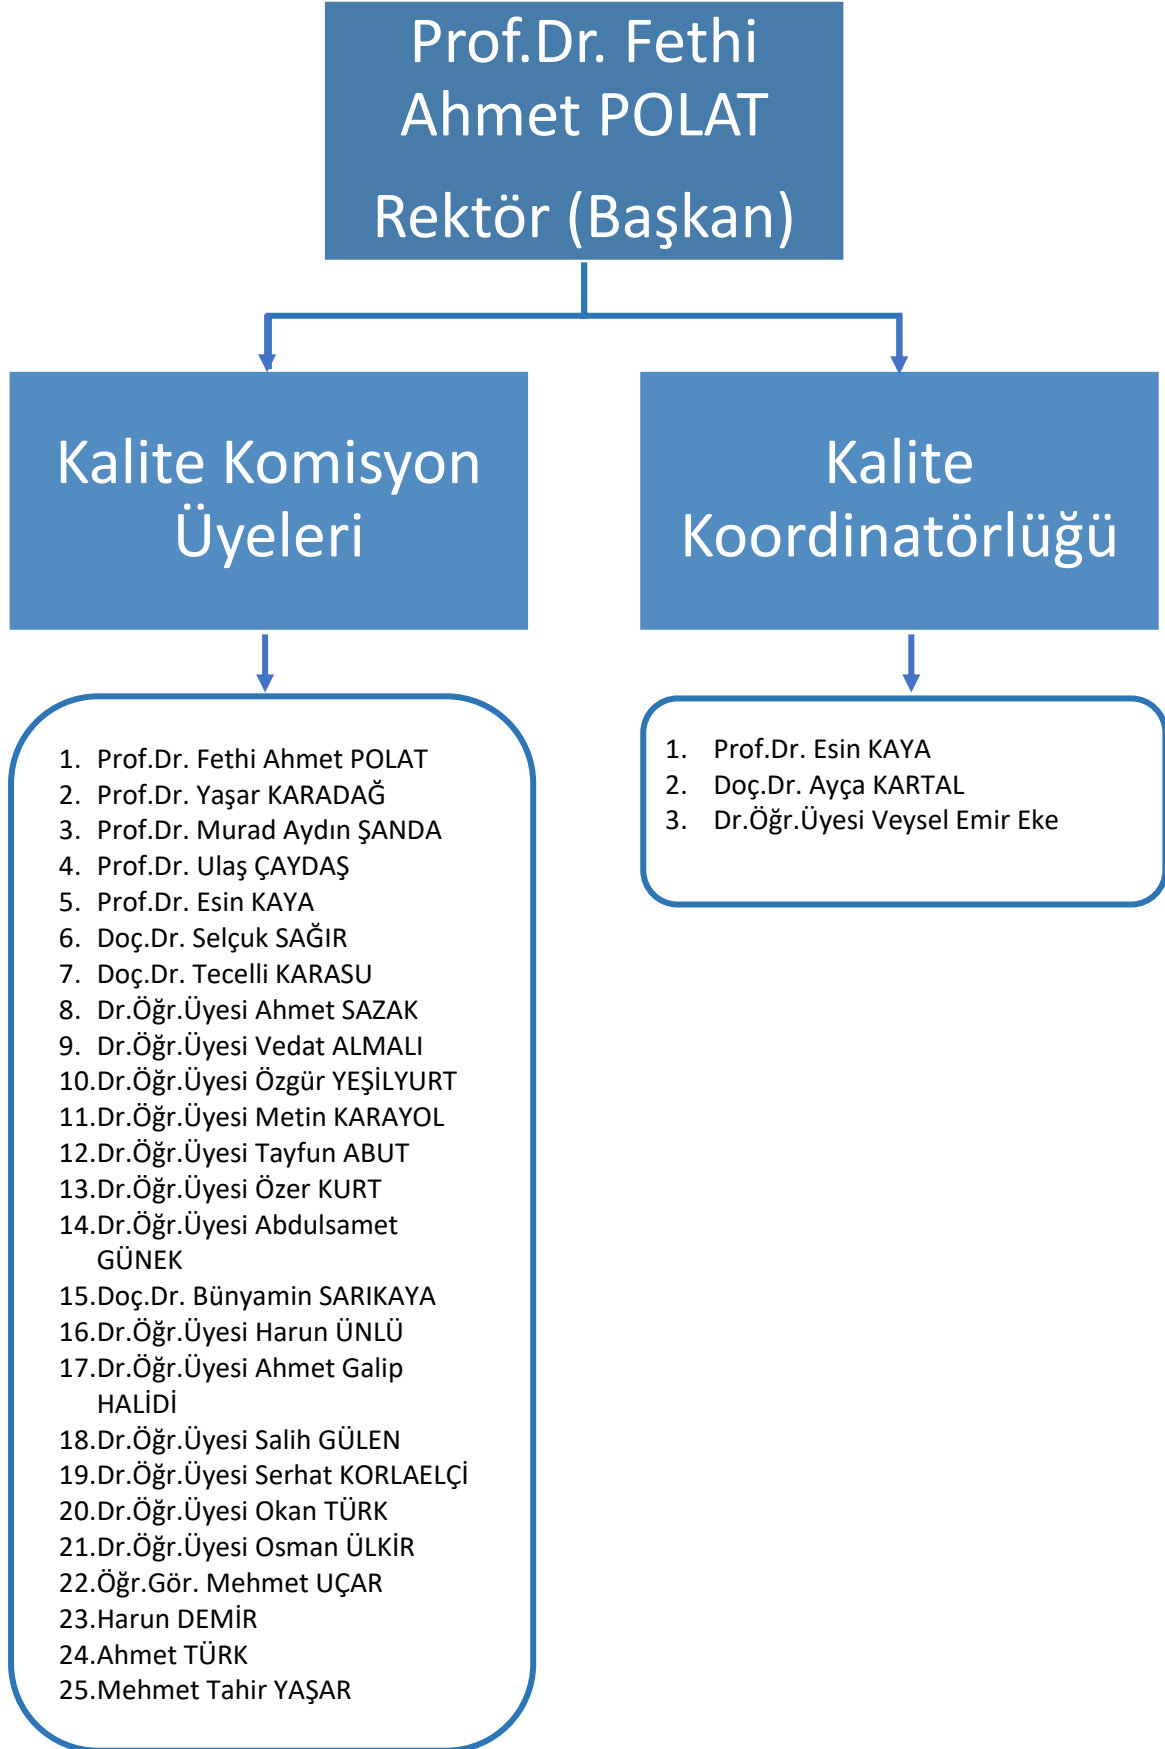 Prof.Dr. Fethi
Ahmet POLAT
Rektör (Başkan)
Kalite Komisyon
Üyeleri
Kalite
Koordinatörlüğü
1. Prof.Dr. Fethi Ahmet POLAT
2. Prof.Dr. Yaşar KARADAĞ
3. Prof.Dr. Murad Aydın ŞANDA
4. Prof.Dr. Ulaş ÇAYDAŞ
5. Prof.Dr. Esin KAYA
6. Doç.Dr. Selçuk SAĞIR
7. Doç.Dr. Tecelli KARASU
8. Dr.Öğr.Üyesi Ahmet SAZAK
9. Dr.Öğr.Üyesi Vedat ALMALI
10.Dr.Öğr.Üyesi Özgür YEŞİLYURT
11.Dr.Öğr.Üyesi Metin KARAYOL
12.Dr.Öğr.Üyesi Tayfun ABUT
13.Dr.Öğr.Üyesi Özer KURT
14.Dr.Öğr.Üyesi Abdulsamet
GÜNEK
15.Doç.Dr. Bünyamin SARIKAYA
16.Dr.Öğr.Üyesi Harun ÜNLÜ
17.Dr.Öğr.Üyesi Ahmet Galip
HALİDİ
18.Dr.Öğr.Üyesi Salih GÜLEN
19.Dr.Öğr.Üyesi Serhat KORLAELÇİ
20.Dr.Öğr.Üyesi Okan TÜRK
21.Dr.Öğr.Üyesi Osman ÜLKİR
22.Öğr.Gör. Mehmet UÇAR
23.Harun DEMİR
24.Ahmet TÜRK
25.Mehmet Tahir YAŞAR
1. Prof.Dr. Esin KAYA
2. Doç.Dr. Ayça KARTAL
3. Dr.Öğr.Üyesi Veysel Emir Eke